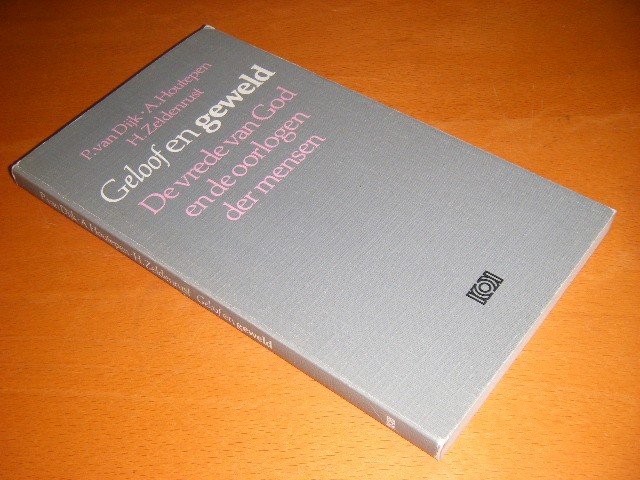 P. van Dijk · A. Houtepen
H. Zeldenrust
Geloof en geweld
De vrede van God
en de oorlogen
der mensen
KOK
P. van Dijk · A. Houtepen · H. Zeldenrust Geloof en geweld